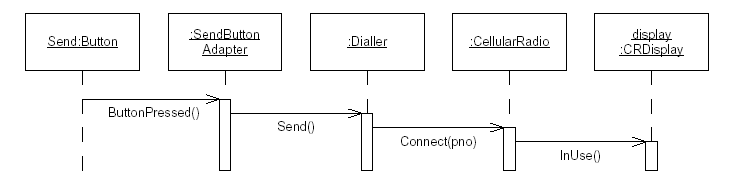 Send:Button
:SendButton
Adapter
:Dialler
:CellularRadio
display
:CRDisplay
ButtonPressed()
Send()
Connect(pno)
InUse()